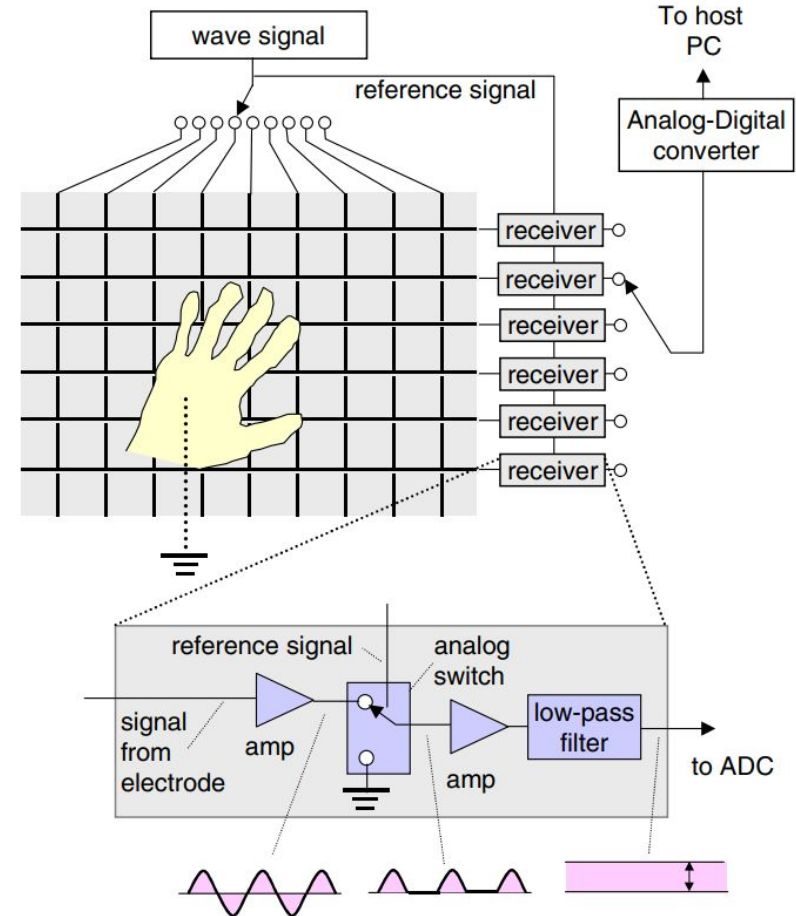 wave signal
To host
PC
reference signal
Analog-Digital
converter
receiver
receiver
receiver
receiver
receiver
receiver
reference signal
analog
switch
signal
from
electrode
amp
amp
low-pass
filter
to ADC